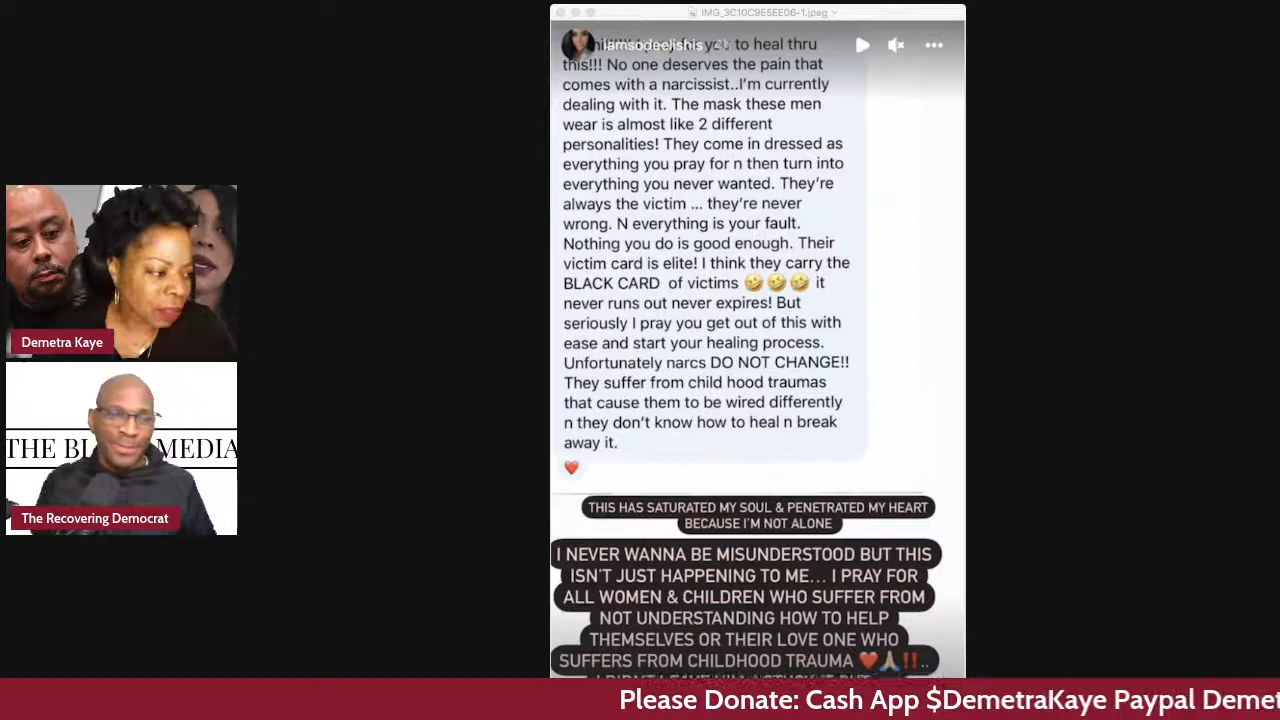 IMG_3C10C9E5EE06-1.jpeg
iamsodeelishis 2h
to heal thru
this!!! No one deserves the pain that
comes with a narcissist..I'm currently
dealing with it. The mask these men
wear is almost like 2 different
personalities! They come in dressed as
everything you pray for n then turn into
everything you never wanted. They're
always the victim ... they're never
wrong. N everything is your fault.
Nothing you do is good enough. Their
victim card is elite! I think they carry the
BLACK CARD of victims 🤣🤣🤣 it
never runs out never expires! But
seriously I pray you get out of this with
ease and start your healing process.
Unfortunately narcs DO NOT CHANGE!!
They suffer from child hood traumas
that cause them to be wired differently
n they don't know how to heal n break
away it.
❤️
THIS HAS SATURATED MY SOUL & PENETRATED MY HEART
BECAUSE I'M NOT ALONE
I NEVER WANNA BE MISUNDERSTOOD BUT THIS
ISN'T JUST HAPPENING TO ME... I PRAY FOR
ALL WOMEN & CHILDREN WHO SUFFER FROM
NOT UNDERSTANDING HOW TO HELP
THEMSELVES OR THEIR LOVE ONE WHO
SUFFERS FROM CHILDHOOD TRAUMA ❤️🙏‼️..
Demetra Kaye
THE BL MEDIA
The Recovering Democrat
Please Donate: Cash App $DemetraKaye Paypal Demet